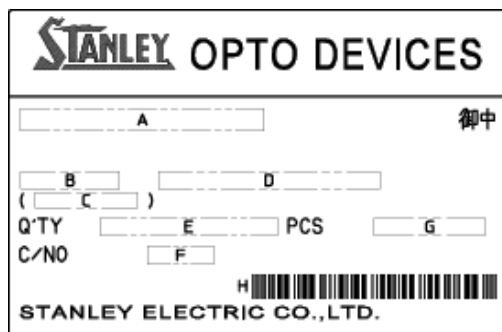 STANLEY OPTO DEVICES
A 御中
B D
( C )
Q'TY E PCS G
C/NO F
H
STANLEY ELECTRIC CO.,LTD.